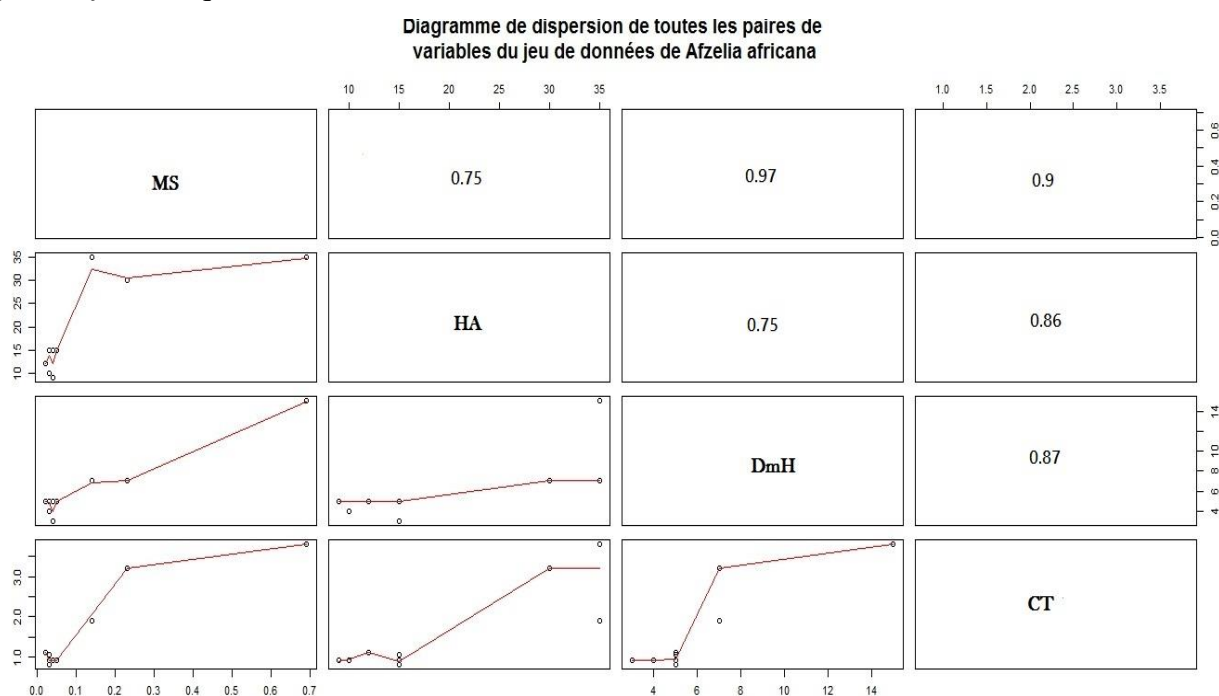 Diagramme de dispersion de toutes les paires de
variables du jeu de données de Afzelia africana
10 15 20 25 30 35
1.0 1.5 2.0 2.5 3.0 3.5
MS
0.75
0.97
0.9
0.0 0.2 0.4 0.6
10 15 20 25 30 35
HA
0.75
0.86
DmH
0.87
4 6 8 10 14
1.0 2.0 3.0
CT
0.0 0.1 0.2 0.3 0.4 0.5 0.6 0.7
4 6 8 10 12 14